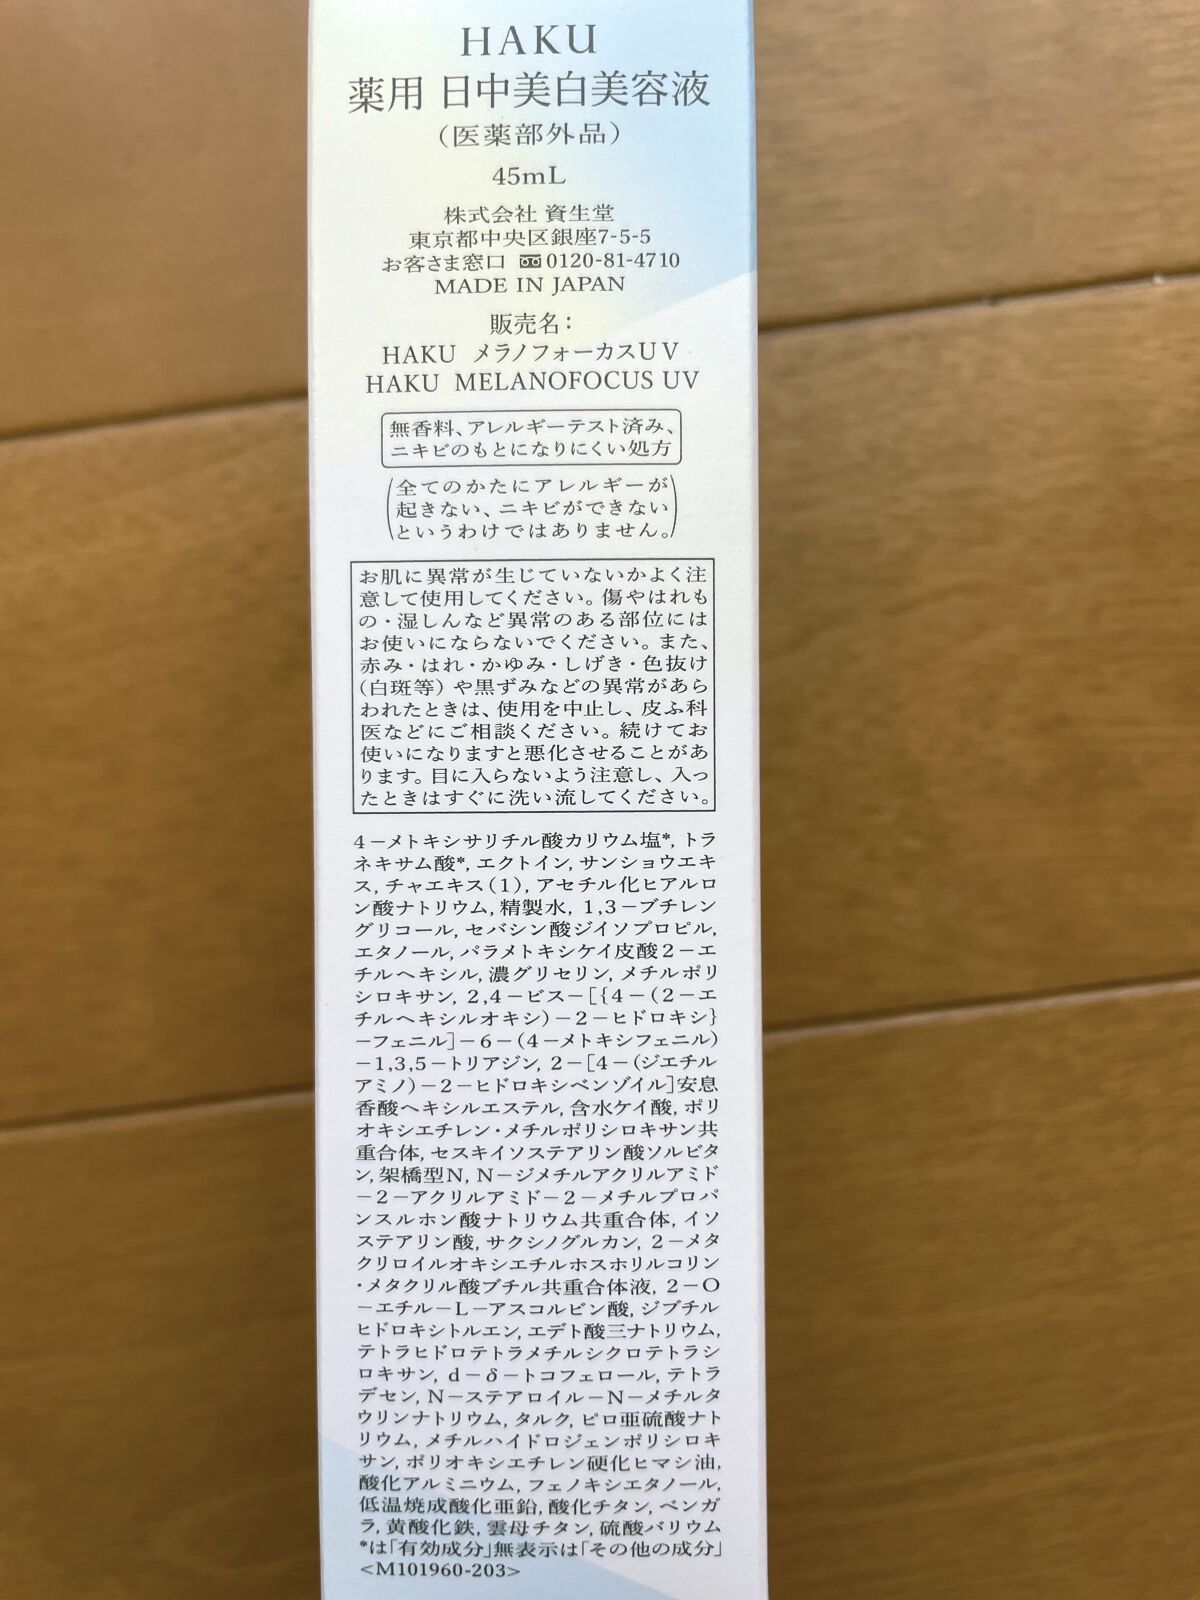 HAKU
薬用 日中美白美容液
（医薬部外品）
45mL
株式会社 資生堂
東京都中央区銀座7-5-5
お客さま窓口 0120-81-4710
MADE IN JAPAN
販売名：
HAKU メラノフォーカスUV
HAKU MELANOFOCUS UV
無香料、アレルギーテスト済み、
ニキビのもとになりにくい処方
（全てのかたにアレルギーが
起きない、ニキビができない
というわけではありません。）
お肌に異常が生じていないかよく注
意して使用してください。傷やはれも
の・湿しんなど異常のある部位には
お使いにならないでください。また、
赤み・はれ・かゆみ・しげき・色抜け
（白斑等）や黒ずみなどの異常があら
われたときは、使用を中止し、皮ふ科
医などにご相談ください。続けてお
使いになりますと悪化させることがあ
ります。目に入らないよう注意し、入っ
たときはすぐに洗い流してください。
4－メトキシサリチル酸カリウム塩*, トラ
ネキサム酸*, エクトイン, サンショウエキ
ス, チャエキス(1), アセチル化ヒアルロ
ン酸ナトリウム, 精製水, 1,3－ブチレン
グリコール, セバシン酸ジイソプロピル,
エタノール, パラメトキシケイ皮酸2－エ
チルヘキシル, 濃グリセリン, メチルポリ
シロキサン, 2,4－ビス－[{4－(2－エ
チルヘキシルオキシ)－2－ヒドロキシ}
－フェニル]－6－(4－メトキシフェニル)
－1,3,5－トリアジン, 2－[4－(ジエチル
アミノ)－2－ヒドロキシベンゾイル]安息
香酸ヘキシルエステル, 含水ケイ酸, ポリ
オキシエチレン・メチルポリシロキサン共
重合体, セスキイソステアリン酸ソルビタ
ン, 架橋型N, N－ジメチルアクリルアミド
－2－アクリルアミド－2－メチルプロパ
ンスルホン酸ナトリウム共重合体, イソ
ステアリン酸, サクシノグルカン, 2－メタ
クリロイルオキシエチルホスホリルコリン
・メタクリル酸ブチル共重合体液, 2－O
－エチル－L－アスコルビン酸, ジブチル
ヒドロキシトルエン, エデト酸三ナトリウム,
テトラヒドロテトラメチルシクロテトラシ
ロキサン, d－δ－トコフェロール, テトラ
デセン, N－ステアロイル－N－メチルタ
ウリンナトリウム, タルク, ピロ亜硫酸ナト
リウム, メチルハイドロジェンポリシロキ
サン, ポリオキシエチレン硬化ヒマシ油,
酸化アルミニウム, フェノキシエタノール,
低温焼成酸化亜鉛, 酸化チタン, ベンガ
ラ, 黄酸化鉄, 雲母チタン, 硫酸バリウム
*は「有効成分」無表示は「その他の成分」
<M101960-203>